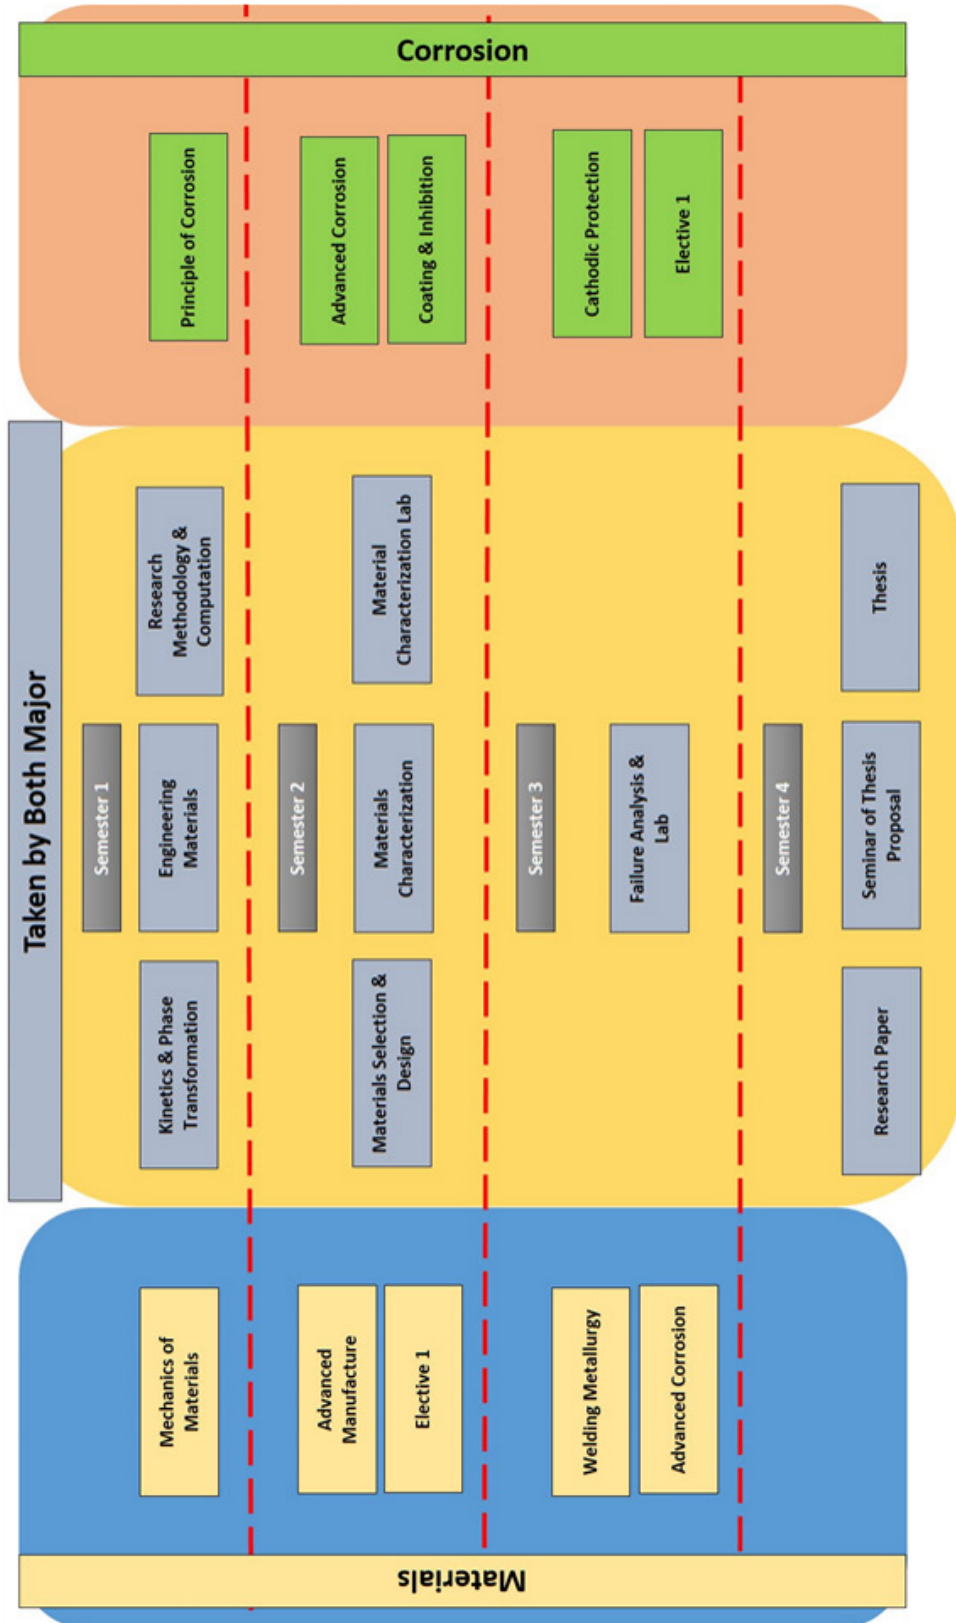 Taken by Both Major
Materials
Corrosion
Semester 1
Mechanics of
Materials
Kinetics & Phase
Transformation
Engineering
Materials
Research
Methodology &
Computation
Principle of Corrosion
Semester 2
Advanced
Manufacture
Elective 1
Materials Selection &
Design
Materials
Characterization
Material
Characterization Lab
Advanced Corrosion
Coating & Inhibition
Semester 3
Welding Metallurgy
Advanced Corrosion
Failure Analysis &
Lab
Cathodic Protection
Elective 1
Semester 4
Research Paper
Seminar of Thesis
Proposal
Thesis